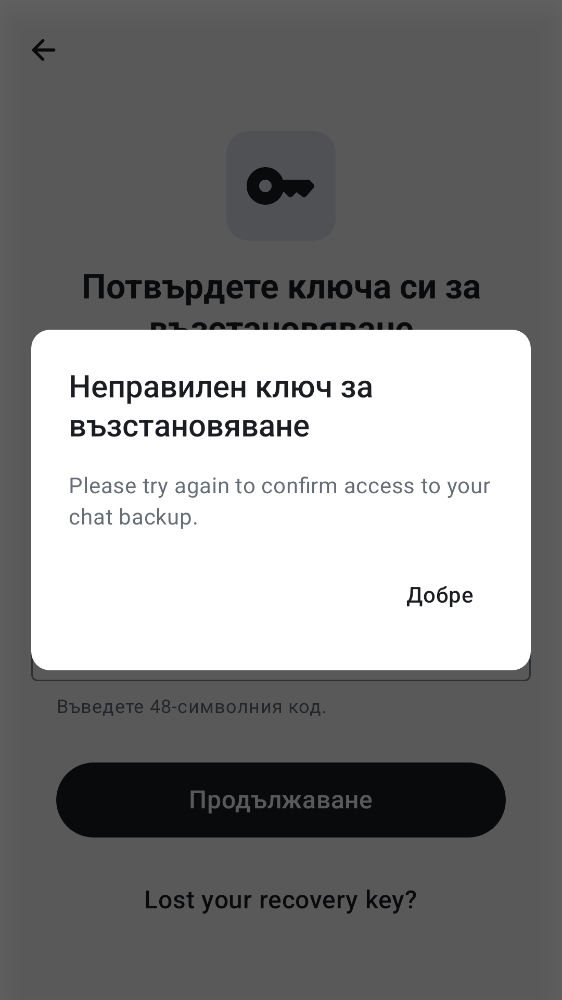 Потвърдете ключа си за
възстановяване
Неправилен ключ за
възстановяване
Please try again to confirm access to your
chat backup.
Добре
Въведете 48-символния код.
Продължаване
Lost your recovery key?